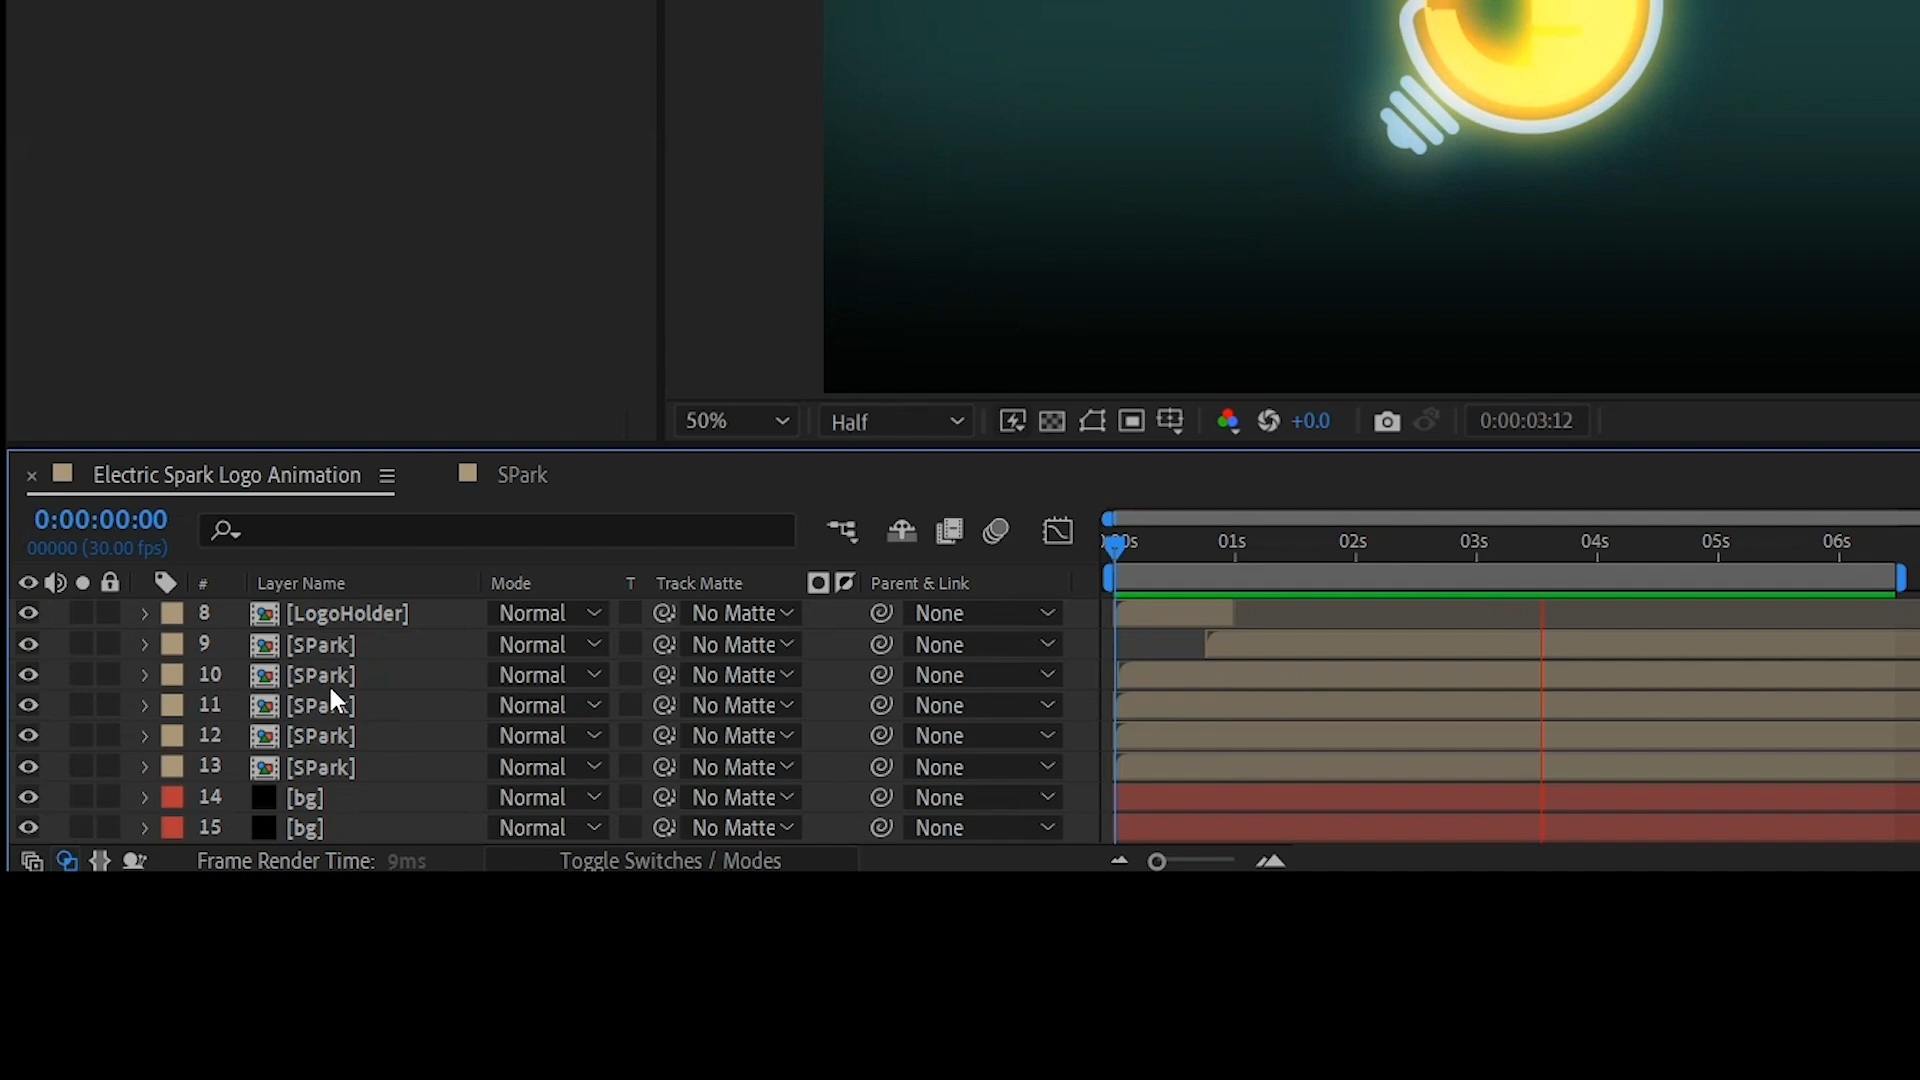 50% Half +0.0 0:00:03:12
Electric Spark Logo Animation SPark
0:00:00:00
00000 (30.00 fps)
01s 02s 03s 04s 05s 06s
# Layer Name Mode T Track Matte Parent & Link
8 [LogoHolder] Normal No Matte None
9 [SPark] Normal No Matte None
10 [SPark] Normal No Matte None
11 [SPark] Normal No Matte None
12 [SPark] Normal No Matte None
13 [SPark] Normal No Matte None
14 [bg] Normal No Matte None
15 [bg] Normal No Matte None
Frame Render Time: 9ms Toggle Switches / Modes